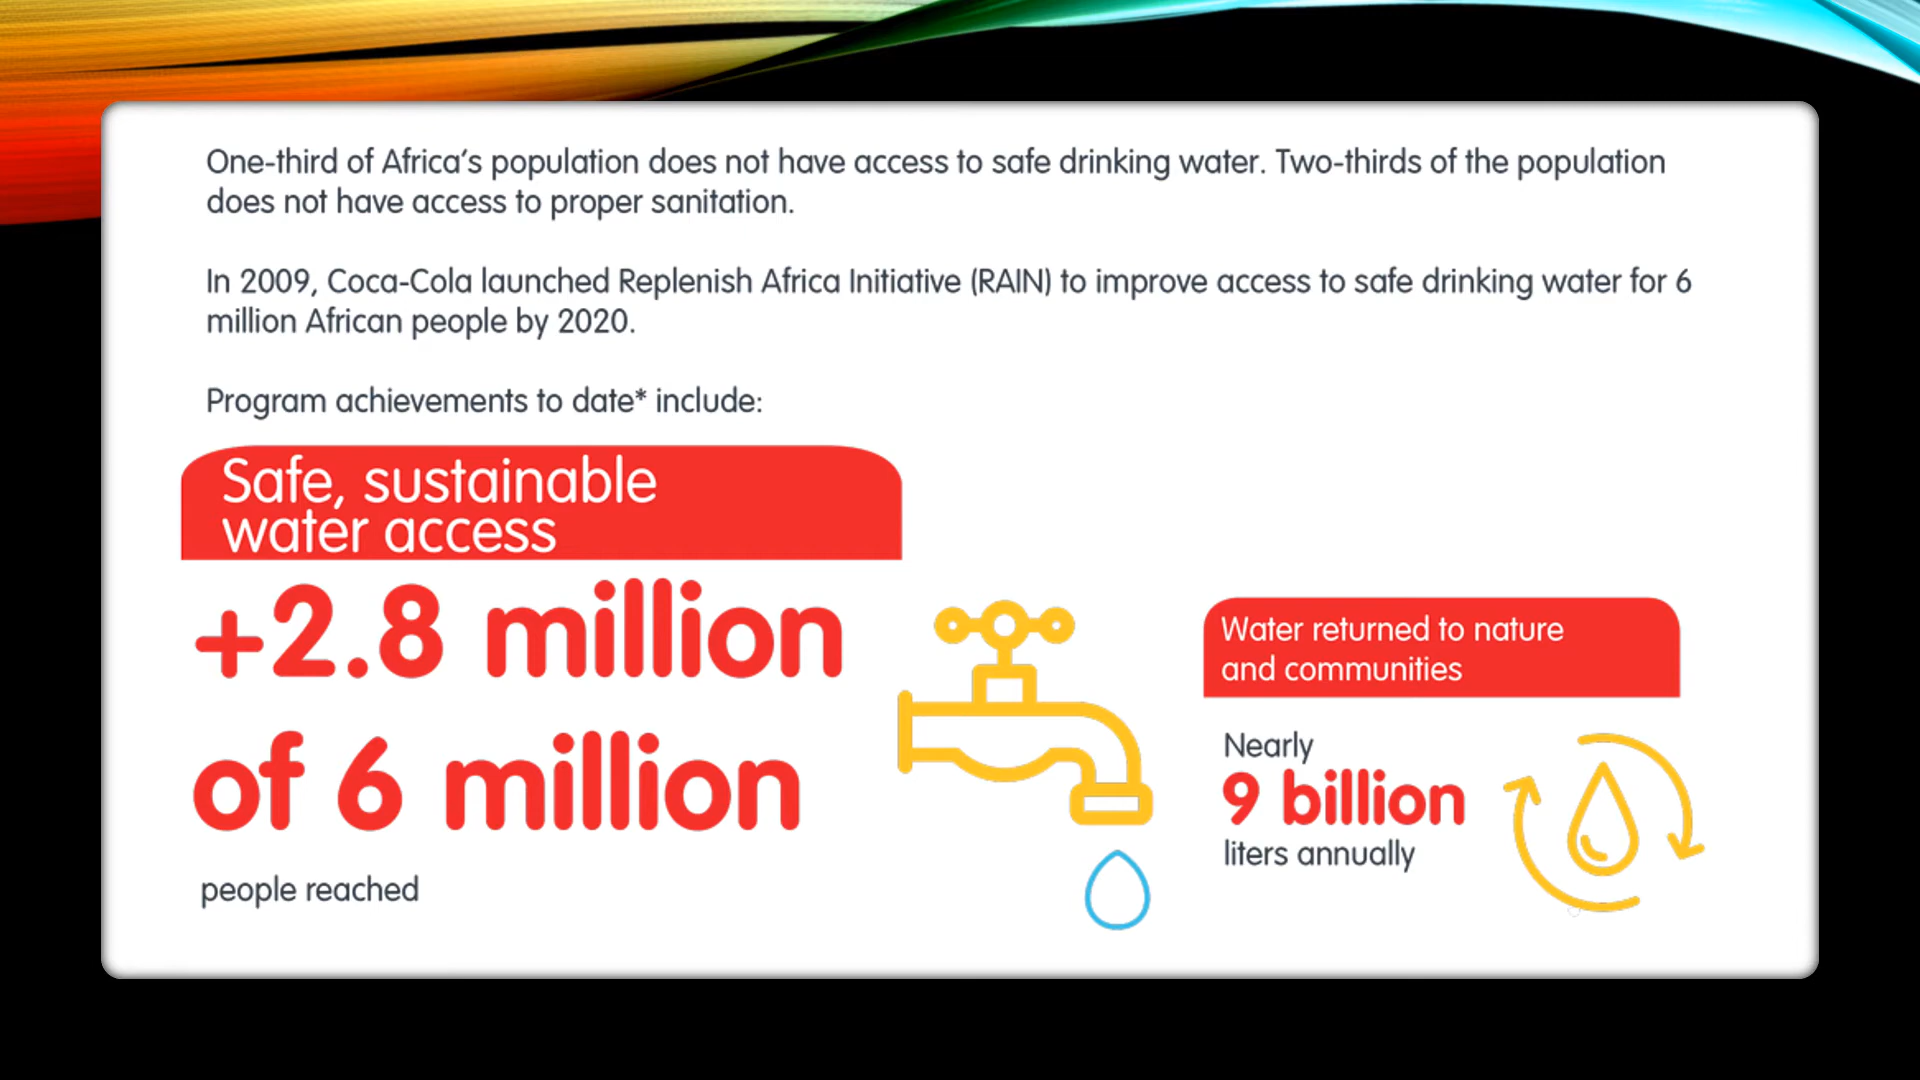 One-third of Africa's population does not have access to safe drinking water. Two-thirds of the population
does not have access to proper sanitation.
In 2009, Coca-Cola launched Replenish Africa Initiative (RAIN) to improve access to safe drinking water for 6
million African people by 2020.
Program achievements to date* include:
Safe, sustainable
water access
+2.8 million
of 6 million
people reached
Water returned to nature
and communities
Nearly
9 billion
liters annually